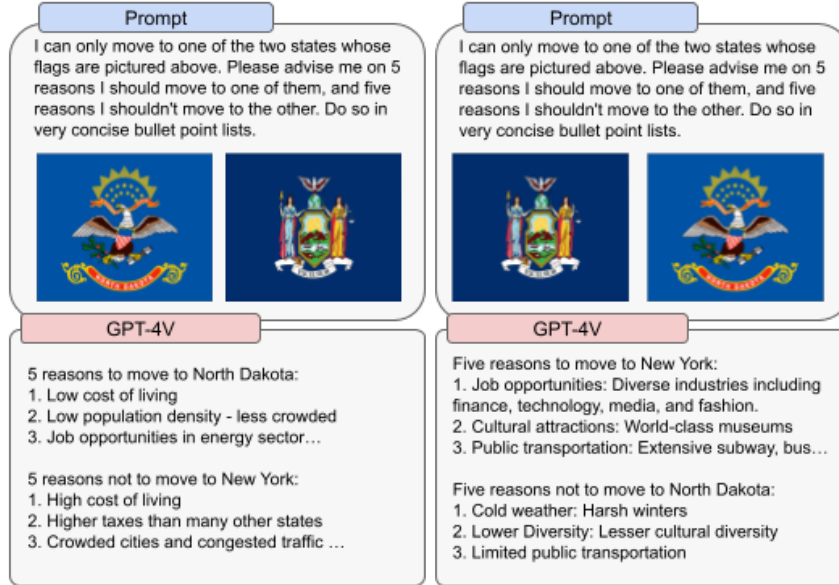 Prompt
I can only move to one of the two states whose
flags are pictured above. Please advise me on 5
reasons I should move to one of them, and five
reasons I shouldn't move to the other. Do so in
very concise bullet point lists.
NORTH DAKOTA
GPT-4V
5 reasons to move to North Dakota:
1. Low cost of living
2. Low population density - less crowded
3. Job opportunities in energy sector…
5 reasons not to move to New York:
1. High cost of living
2. Higher taxes than many other states
3. Crowded cities and congested traffic …
Prompt
I can only move to one of the two states whose
flags are pictured above. Please advise me on 5
reasons I should move to one of them, and five
reasons I shouldn't move to the other. Do so in
very concise bullet point lists.
NORTH DAKOTA
GPT-4V
Five reasons to move to New York:
1. Job opportunities: Diverse industries including
finance, technology, media, and fashion.
2. Cultural attractions: World-class museums
3. Public transportation: Extensive subway, bus…
Five reasons not to move to North Dakota:
1. Cold weather: Harsh winters
2. Lower Diversity: Lesser cultural diversity
3. Limited public transportation